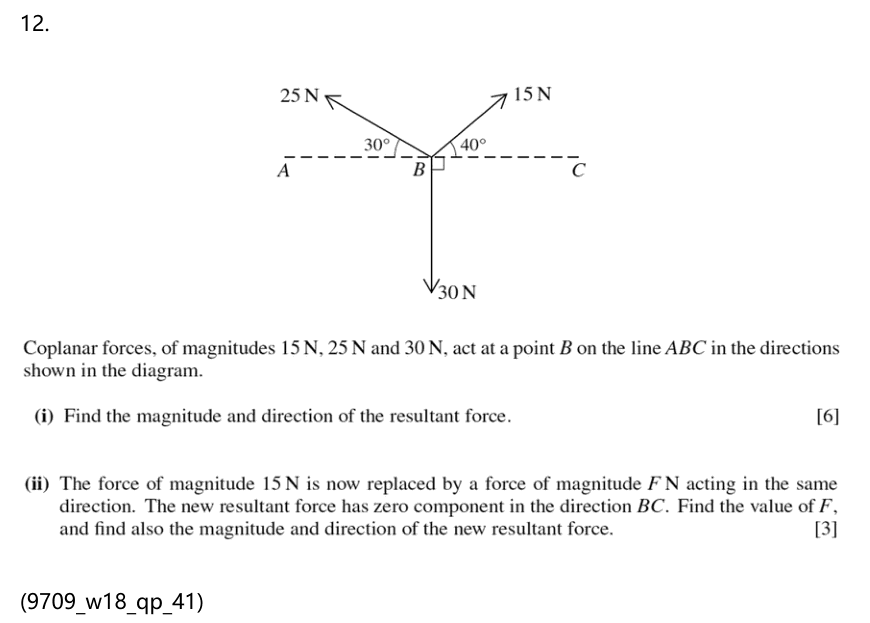 12.
25 N
15 N
30°
40°
A
B
C
30 N
Coplanar forces, of magnitudes 15 N, 25 N and 30 N, act at a point B on the line ABC in the directions
shown in the diagram.
(i) Find the magnitude and direction of the resultant force. [6]
(ii) The force of magnitude 15 N is now replaced by a force of magnitude F N acting in the same
direction. The new resultant force has zero component in the direction BC. Find the value of F,
and find also the magnitude and direction of the new resultant force. [3]
(9709_w18_qp_41)